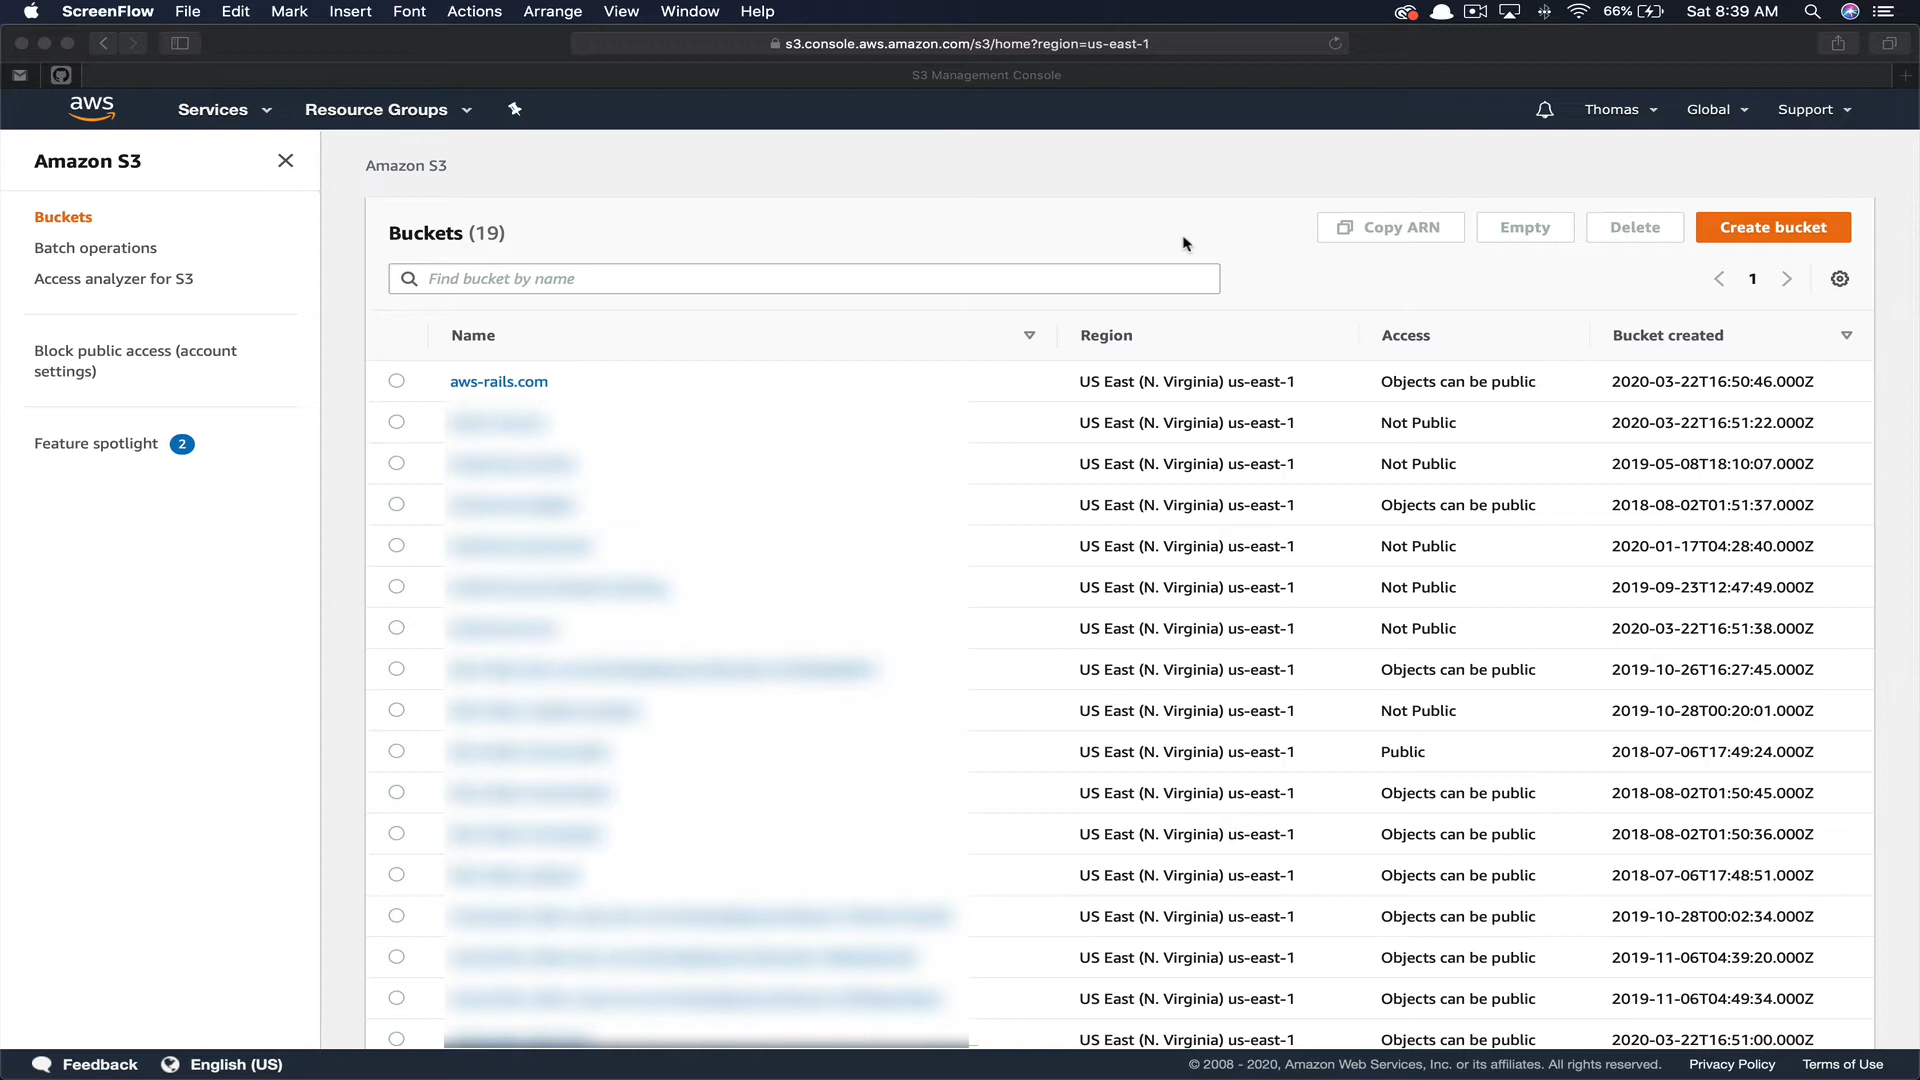 ScreenFlow File Edit Mark Insert Font Actions Arrange View Window Help 66% Sat 8:39 AM
s3.console.aws.amazon.com/s3/home?region=us-east-1
S3 Management Console
aws Services Resource Groups Thomas Global Support
Amazon S3
Buckets
Batch operations
Access analyzer for S3
Block public access (account
settings)
Feature spotlight 2
Amazon S3
Buckets (19) Copy ARN Empty Delete Create bucket
Find bucket by name 1
Name Region Access Bucket created
aws-rails.com US East (N. Virginia) us-east-1 Objects can be public 2020-03-22T16:50:46.000Z
US East (N. Virginia) us-east-1 Not Public 2020-03-22T16:51:22.000Z
US East (N. Virginia) us-east-1 Not Public 2019-05-08T18:10:07.000Z
US East (N. Virginia) us-east-1 Objects can be public 2018-08-02T01:51:37.000Z
US East (N. Virginia) us-east-1 Not Public 2020-01-17T04:28:40.000Z
US East (N. Virginia) us-east-1 Not Public 2019-09-23T12:47:49.000Z
US East (N. Virginia) us-east-1 Not Public 2020-03-22T16:51:38.000Z
US East (N. Virginia) us-east-1 Objects can be public 2019-10-26T16:27:45.000Z
US East (N. Virginia) us-east-1 Not Public 2019-10-28T00:20:01.000Z
US East (N. Virginia) us-east-1 Public 2018-07-06T17:49:24.000Z
US East (N. Virginia) us-east-1 Objects can be public 2018-08-02T01:50:45.000Z
US East (N. Virginia) us-east-1 Objects can be public 2018-08-02T01:50:36.000Z
US East (N. Virginia) us-east-1 Objects can be public 2018-07-06T17:48:51.000Z
US East (N. Virginia) us-east-1 Objects can be public 2019-10-28T00:02:34.000Z
US East (N. Virginia) us-east-1 Objects can be public 2019-11-06T04:39:20.000Z
US East (N. Virginia) us-east-1 Objects can be public 2019-11-06T04:49:34.000Z
US East (N. Virginia) us-east-1 Objects can be public 2020-03-22T16:51:00.000Z
Feedback English (US) © 2008 - 2020, Amazon Web Services, Inc. or its affiliates. All rights reserved. Privacy Policy Terms of Use